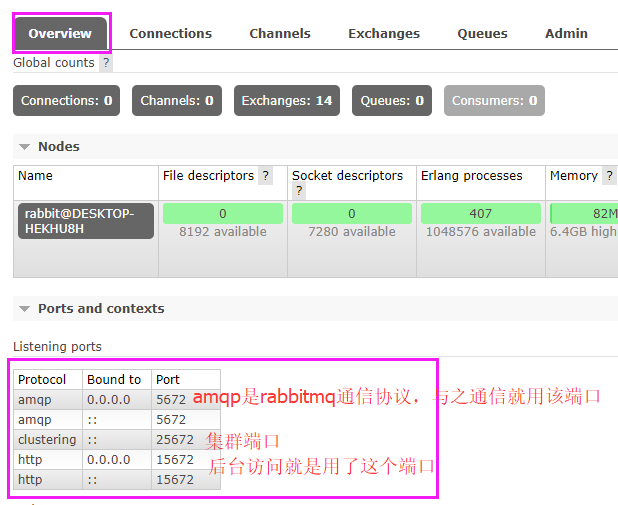 Overview Connections Channels Exchanges Queues Admin
Global counts ?
Connections: 0 Channels: 0 Exchanges: 14 Queues: 0 Consumers: 0
Nodes
Name File descriptors ? Socket descriptors ? Erlang processes Memory ?
rabbit@DESKTOP-HEKHU8H 0 0 407 82M
8192 available 7280 available 1048576 available 6.4GB high
Ports and contexts
Listening ports
Protocol Bound to Port
amqp 0.0.0.0 5672 amqp是rabbitmq通信协议，与之通信就用该端口
amqp :: 5672
clustering :: 25672 集群端口
http 0.0.0.0 15672 后台访问就是用了这个端口
http :: 15672